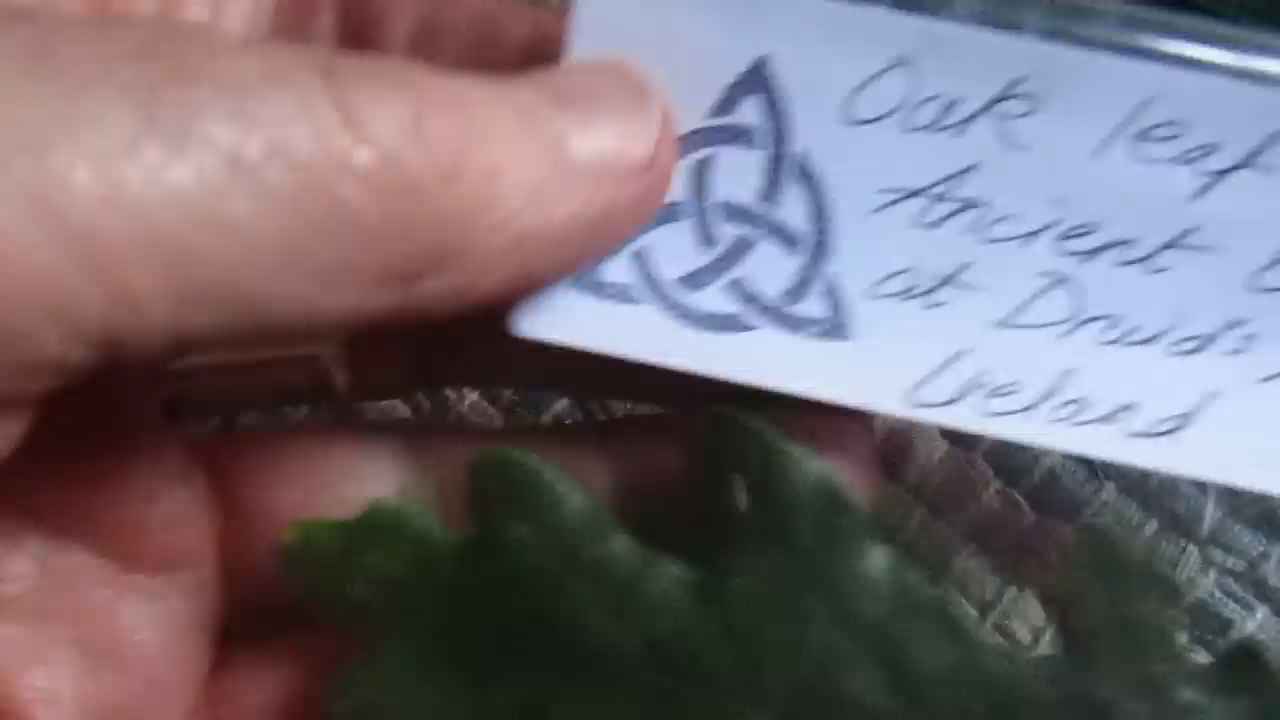 Oak leaf
Ancient
at Druids
Ireland